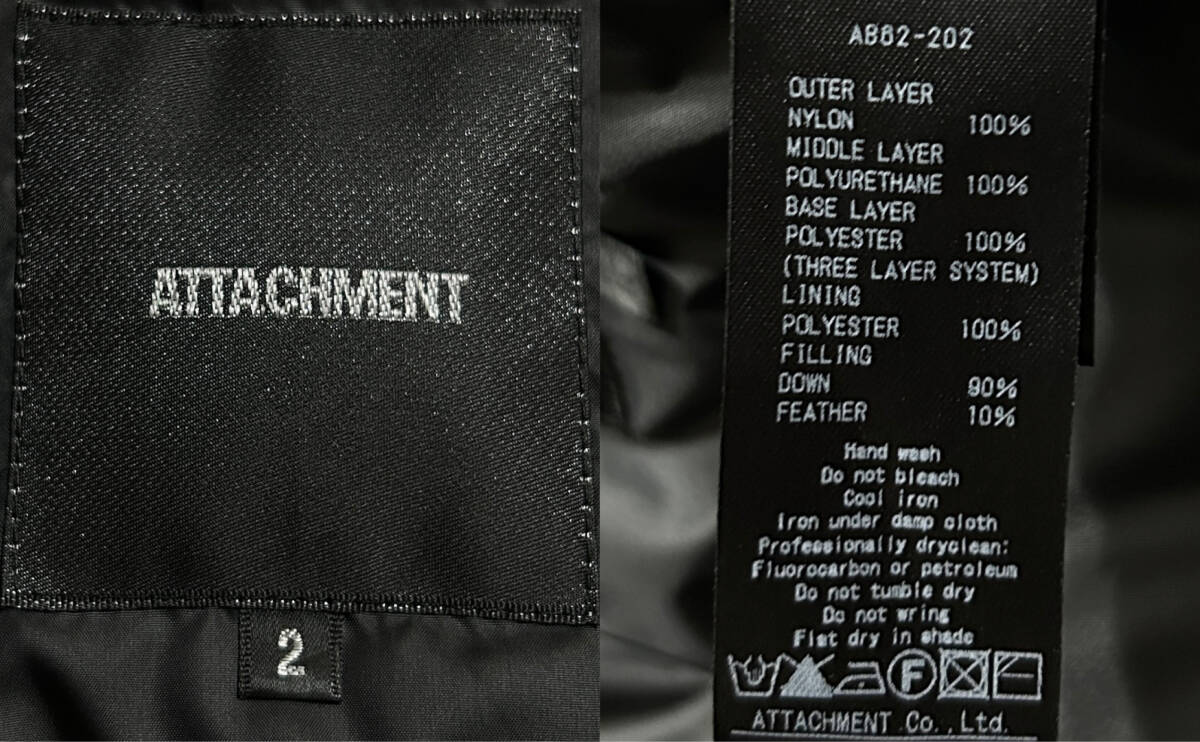 ATTACHMENT
2
AB82-202
OUTER LAYER
NYLON 100%
MIDDLE LAYER
POLYURETHANE 100%
BASE LAYER
POLYESTER 100%
(THREE LAYER SYSTEM)
LINING
POLYESTER 100%
FILLING
DOWN 90%
FEATHER 10%
Hand wash
Do not bleach
Cool iron
Iron under damp cloth
Professionally dryclean:
Fluorocarbon or petroleum
Do not tumble dry
Do not wring
Flat dry in shade
F
ATTACHMENT Co., Ltd.